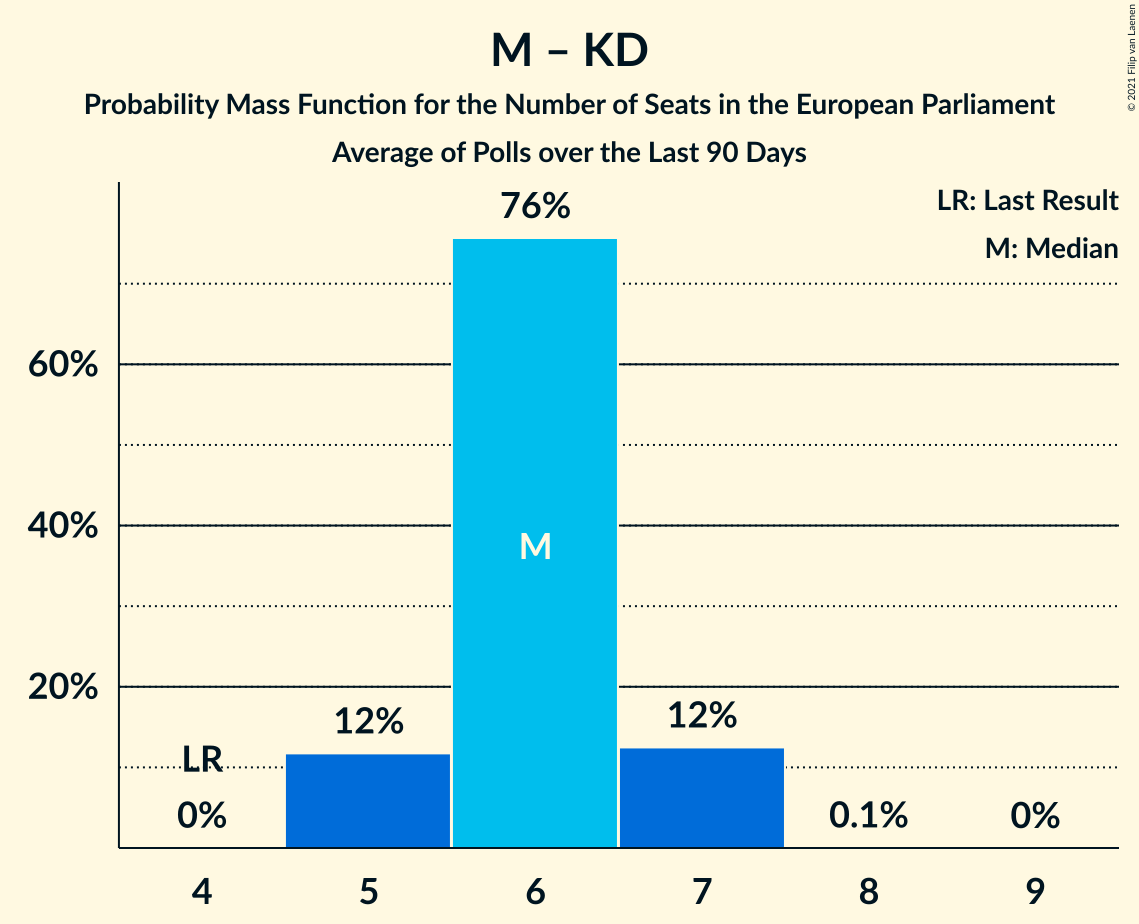 M – KD
Probability Mass Function for the Number of Seats in the European Parliament
Average of Polls over the Last 90 Days
© 2021 Filip van Laenen
LR: Last Result
M: Median
76%
60%
40%
20%
M
12%
12%
LR
0%
0.1%
0%
4 5 6 7 8 9